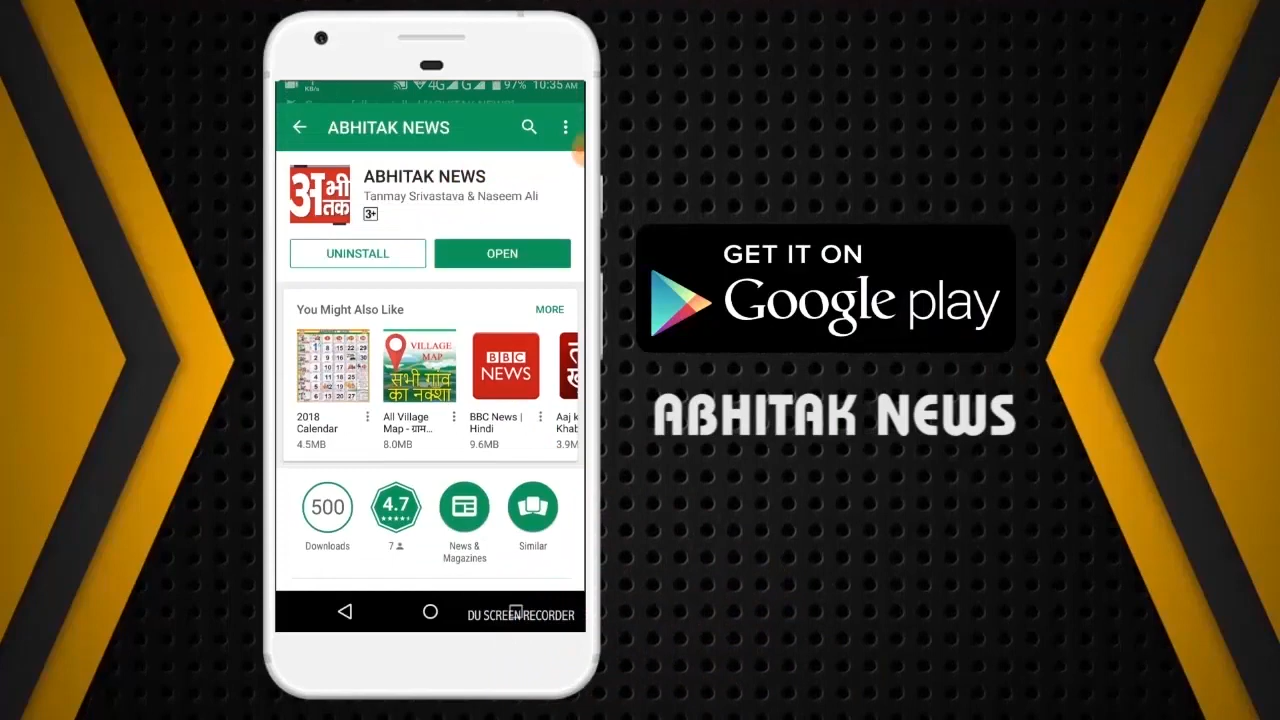 KB/s 4G G 97% 10:35 AM
ABHITAK NEWS
अभी
तक
ABHITAK NEWS
Tanmay Srivastava & Naseem Ali
3+
UNINSTALL OPEN
You Might Also Like MORE
VILLAGE
MAP
सभी गांव
का नक्शा
BBC
NEWS
2018
Calendar
4.5MB
All Village
Map - ग्राम...
8.0MB
BBC News |
Hindi
9.6MB
Aaj k
Khab
3.9M
500
Downloads
4.7
7
News &
Magazines
Similar
DU SCREEN RECORDER
GET IT ON
Google play
ABHITAK NEWS